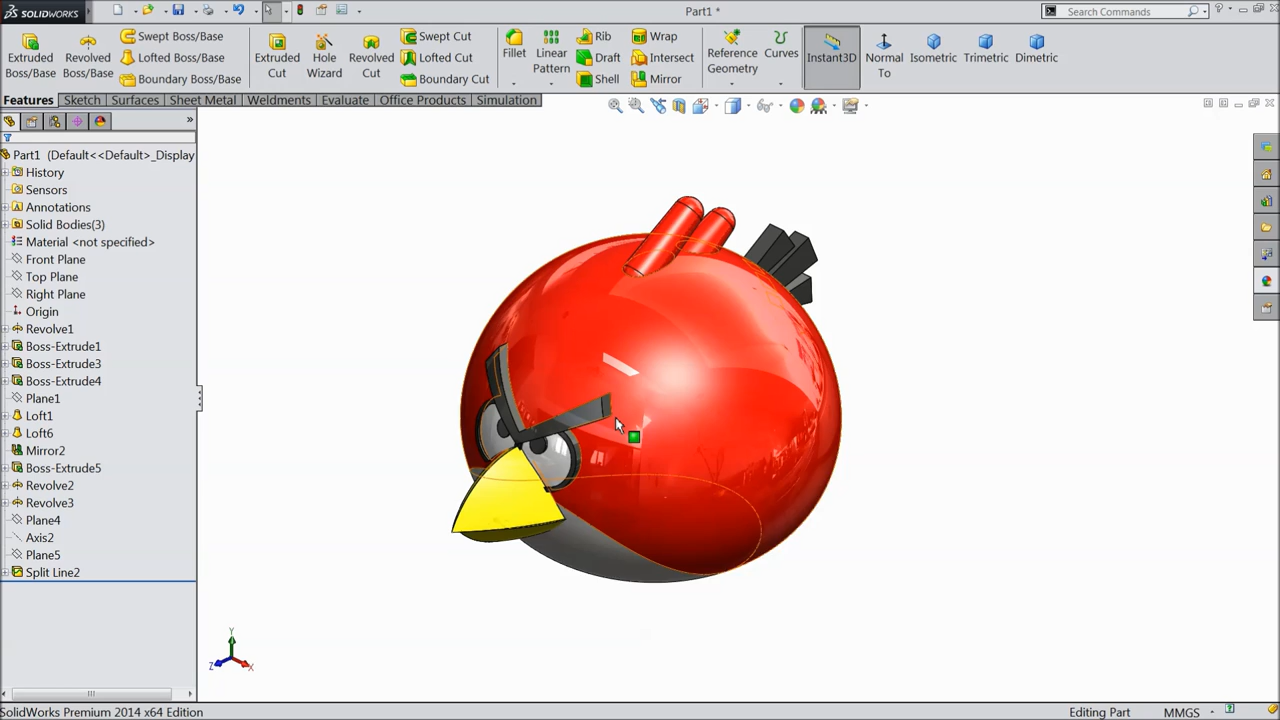 SOLIDWORKS
Part1 *
Search Commands
Extruded Boss/Base
Revolved Boss/Base
Swept Boss/Base
Lofted Boss/Base
Boundary Boss/Base
Extruded Cut
Hole Wizard
Revolved Cut
Swept Cut
Lofted Cut
Boundary Cut
Fillet
Linear Pattern
Rib
Draft
Shell
Wrap
Intersect
Mirror
Reference Geometry
Curves
Instant3D
Normal To
Isometric
Trimetric
Dimetric
Features Sketch Surfaces Sheet Metal Weldments Evaluate Office Products Simulation
Part1 (Default<<Default>_Display
History
Sensors
Annotations
Solid Bodies(3)
Material <not specified>
Front Plane
Top Plane
Right Plane
Origin
Revolve1
Boss-Extrude1
Boss-Extrude3
Boss-Extrude4
Plane1
Loft1
Loft6
Mirror2
Boss-Extrude5
Revolve2
Revolve3
Plane4
Axis2
Plane5
Split Line2
Y
Z X
SolidWorks Premium 2014 x64 Edition
Editing Part
MMGS